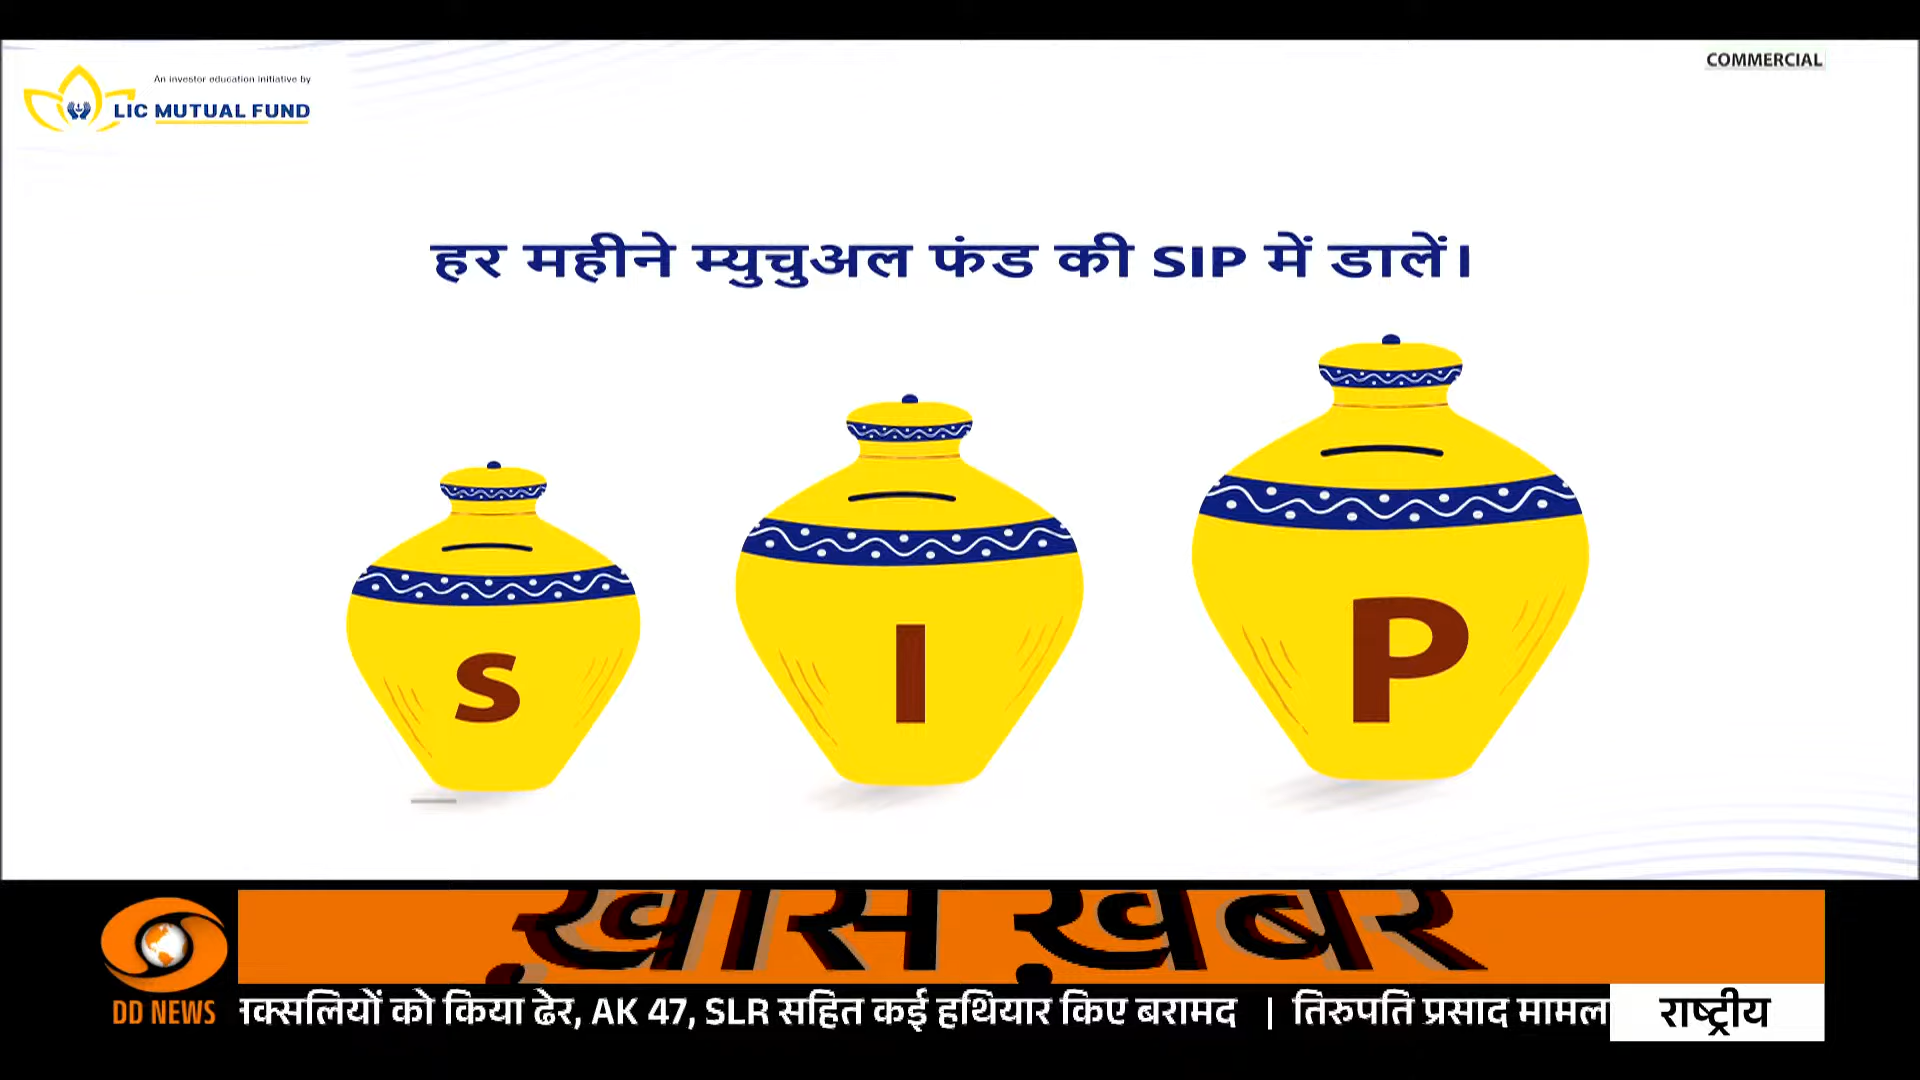 COMMERCIAL
An investor education initiative by
LIC MUTUAL FUND
हर महीने म्युचुअल फंड की SIP में डालें।
S I P
ख़ास ख़बर
DD NEWS
नक्सलियों को किया ढेर, AK 47, SLR सहित कई हथियार किए बरामद | तिरुपति प्रसाद मामल
राष्ट्रीय